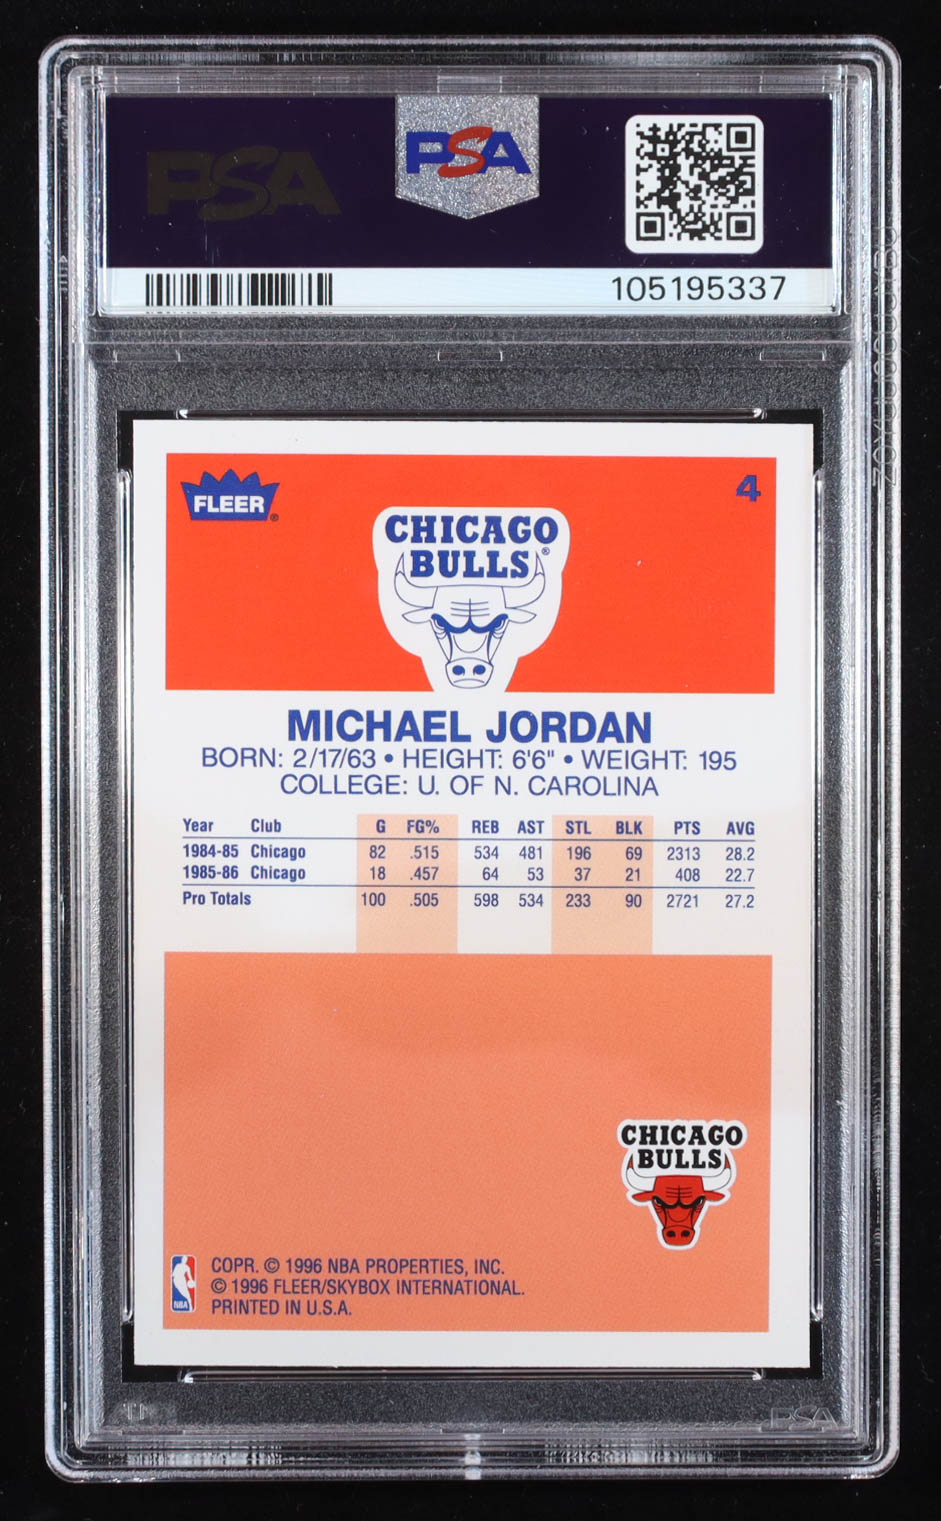 PSA
PSA
105195337
FLEER®
4
CHICAGO
BULLS®
MICHAEL JORDAN
BORN: 2/17/63 • HEIGHT: 6'6" • WEIGHT: 195
COLLEGE: U. OF N. CAROLINA
Year Club G FG% REB AST STL BLK PTS AVG
1984-85 Chicago 82 .515 534 481 196 69 2313 28.2
1985-86 Chicago 18 .457 64 53 37 21 408 22.7
Pro Totals 100 .505 598 534 233 90 2721 27.2
CHICAGO
BULLS
NBA
COPR. © 1996 NBA PROPERTIES, INC.
© 1996 FLEER/SKYBOX INTERNATIONAL.
PRINTED IN U.S.A.
PSA